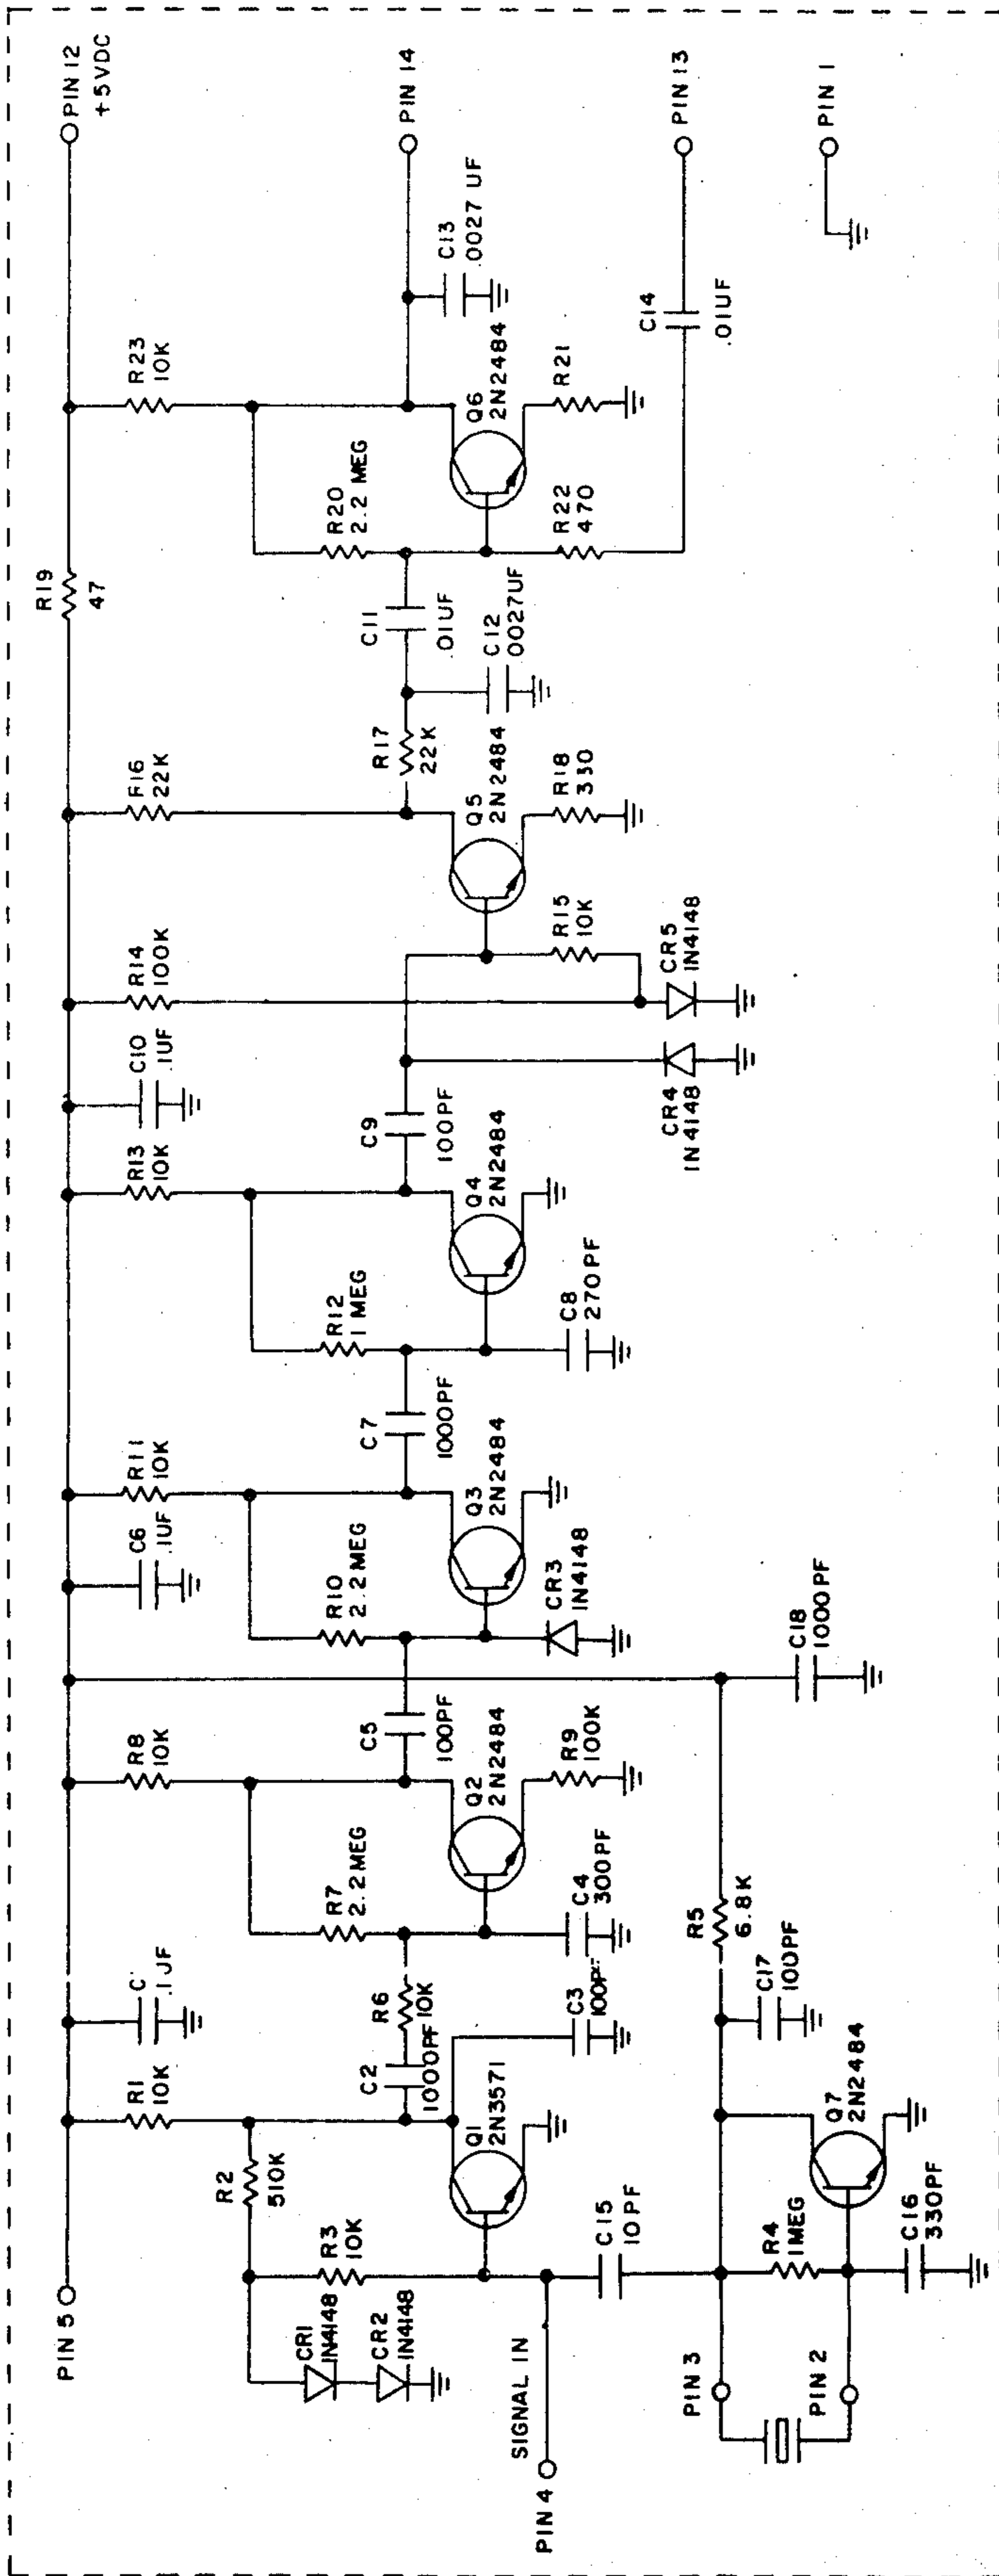 PIN 5
PIN 12
+5VDC
R1
10K
C
.1UF
R8
10K
C6
.1UF
R11
10K
R13
10K
C10
.1UF
R14
100K
F16
22K
R19
47
R23
10K
R2
510K
CR1
1N4148
CR2
1N4148
R3
10K
R7
2.2MEG
R10
2.2MEG
R12
1 MEG
R20
2.2 MEG
C2
1000PF
R6
10K
C5
100PF
C7
1000PF
C9
100PF
R17
22K
C11
.01UF
PIN 14
SIGNAL IN
PIN 4
Q1
2N3571
C3
Q2
2N2484
Q3
2N2484
Q4
2N2484
Q5
2N2484
C12
.0027UF
Q6
2N2484
C13
.0027 UF
C15
10PF
C4
300PF
R9
100K
CR3
1N4148
C8
270PF
CR4
1N4148
R15
10K
CR5
1N4148
R18
330
R22
470
R21
C14
.01UF
PIN 13
PIN 3
PIN 2
R4
1MEG
C16
330PF
Q7
2N2484
C17
100PF
R5
6.8K
C18
1000PF
PIN 1